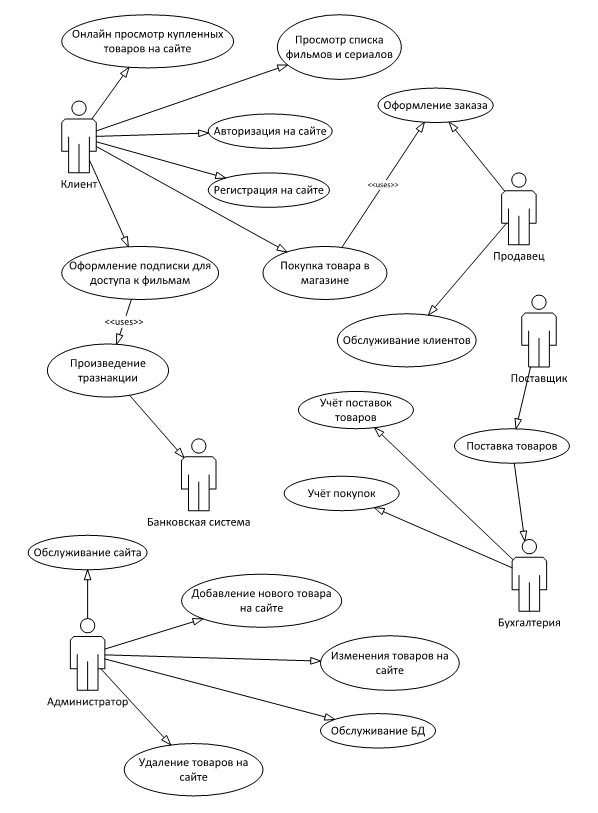 Онлайн просмотр купленных
товаров на сайте
Просмотр списка
фильмов и сериалов
Оформление заказа
Авторизация на сайте
Клиент
<<uses>>
Регистрация на сайте
Продавец
Оформление подписки для
доступа к фильмам
Покупка товара в
магазине
<<uses>>
Обслуживание клиентов
Произведение
тразнакции
Поставщик
Учёт поставок
товаров
Поставка товаров
Учёт покупок
Банковская система
Обслуживание сайта
Добавление нового товара
на сайте
Бухгалтерия
Изменения товаров на
сайте
Администратор
Обслуживание БД
Удаление товаров на
сайте